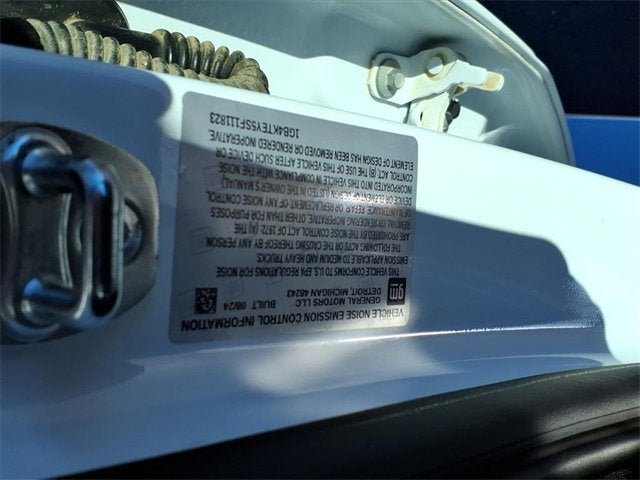 VEHICLE NOISE EMISSION CONTROL INFORMATION
gm
GENERAL MOTORS LLC
DETROIT, MICHIGAN 48243
BUILT 08/24
THIS VEHICLE CONFORMS TO U.S. EPA REGULATIONS FOR NOISE
EMISSION APPLICABLE TO MEDIUM AND HEAVY TRUCKS.
THE FOLLOWING ACTS OR THE CAUSING THEREOF BY ANY PERSON
ARE PROHIBITED BY THE NOISE CONTROL ACT OF 1972 (A) THE
REMOVAL OR RENDERING INOPERATIVE, OTHER THAN FOR PURPOSES
OF MAINTENANCE REPAIR OR REPLACEMENT OF ANY NOISE CONTROL
DEVICE OR ELEMENT OF DESIGN (LISTED IN THE OWNER'S MANUAL)
INCORPORATED INTO THIS VEHICLE IN COMPLIANCE WITH THE NOISE
CONTROL ACT, (B) THE USE OF THIS VEHICLE AFTER SUCH DEVICE OR
ELEMENT OF DESIGN HAS BEEN REMOVED OR RENDERED INOPERATIVE.
1GB4KTEY5SF111823